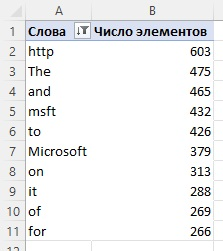 A B
1 Слова Число элементов
2 http 603
3 The 475
4 and 465
5 msft 432
6 to 426
7 Microsoft 379
8 on 313
9 it 288
10 of 269
11 for 266